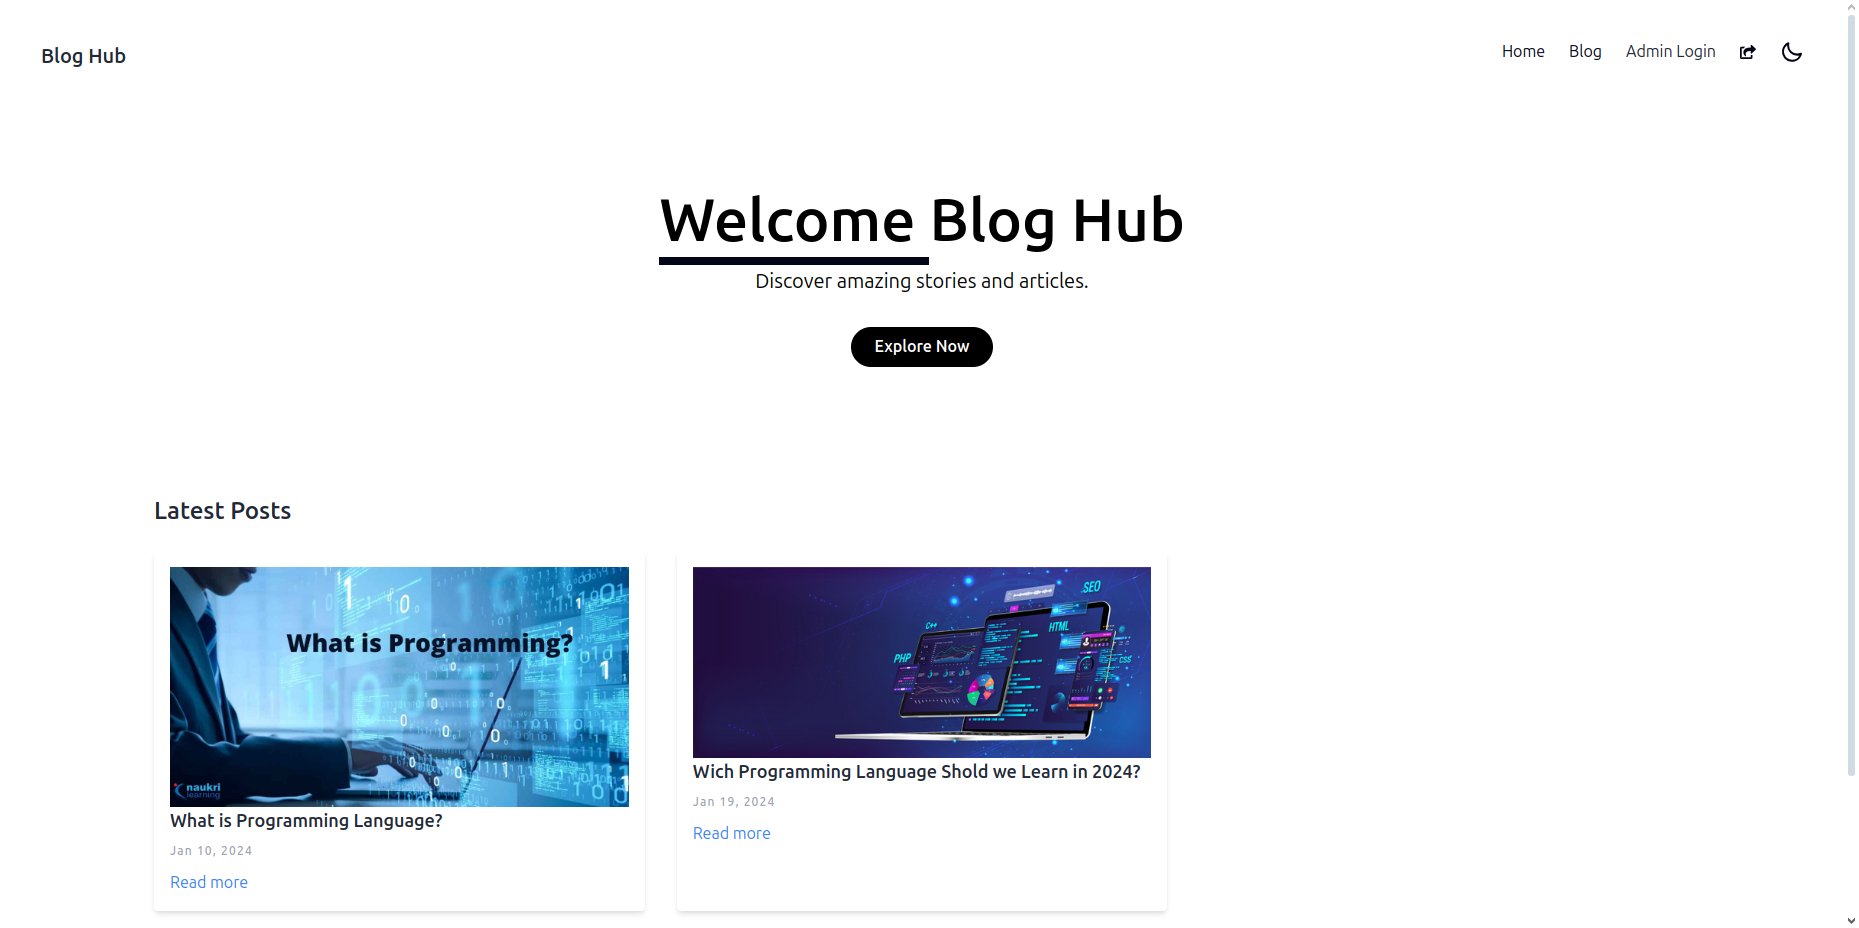 Blog Hub
Home Blog Admin Login
Welcome Blog Hub
Discover amazing stories and articles.
Explore Now
Latest Posts
What is Programming?
naukri
learning
What is Programming Language?
Jan 10, 2024
Read more
SEO
C++
HTML
PHP
CSS
Wich Programming Language Shold we Learn in 2024?
Jan 19, 2024
Read more